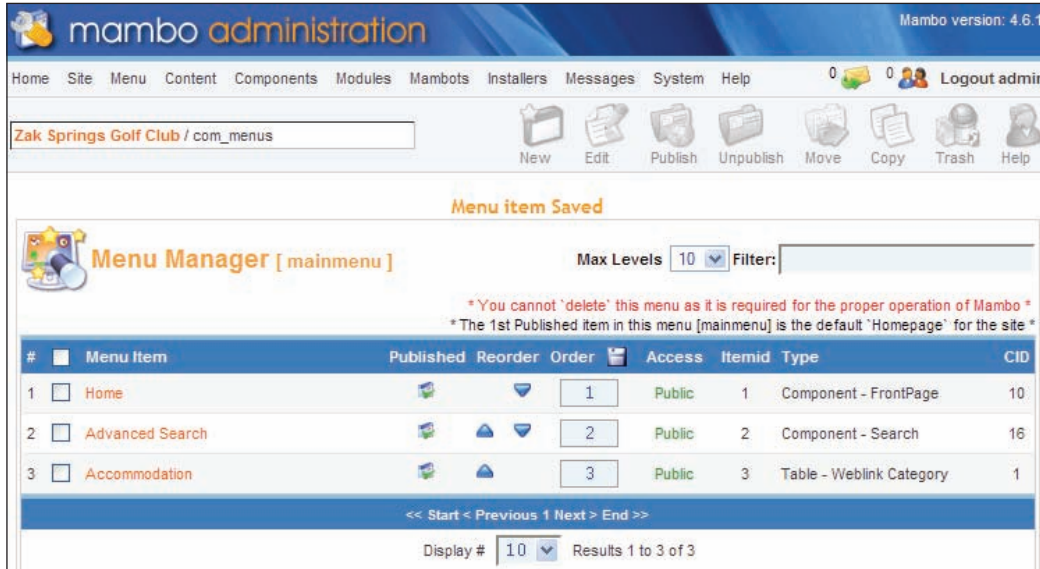 mambo administration
Mambo version: 4.6.1
Home Site Menu Content Components Modules Mambots Installers Messages System Help 0 0 Logout admin
Zak Springs Golf Club / com_menus
New Edit Publish Unpublish Move Copy Trash Help
Menu item Saved
Menu Manager [ mainmenu ]
Max Levels 10 Filter:
* You cannot `delete` this menu as it is required for the proper operation of Mambo *
* The 1st Published item in this menu [mainmenu] is the default `Homepage` for the site *
# Menu Item Published Reorder Order Access Itemid Type CID
1 Home 1 Public 1 Component - FrontPage 10
2 Advanced Search 2 Public 2 Component - Search 16
3 Accommodation 3 Public 3 Table - Weblink Category 1
<< Start < Previous 1 Next > End >>
Display # 10 Results 1 to 3 of 3